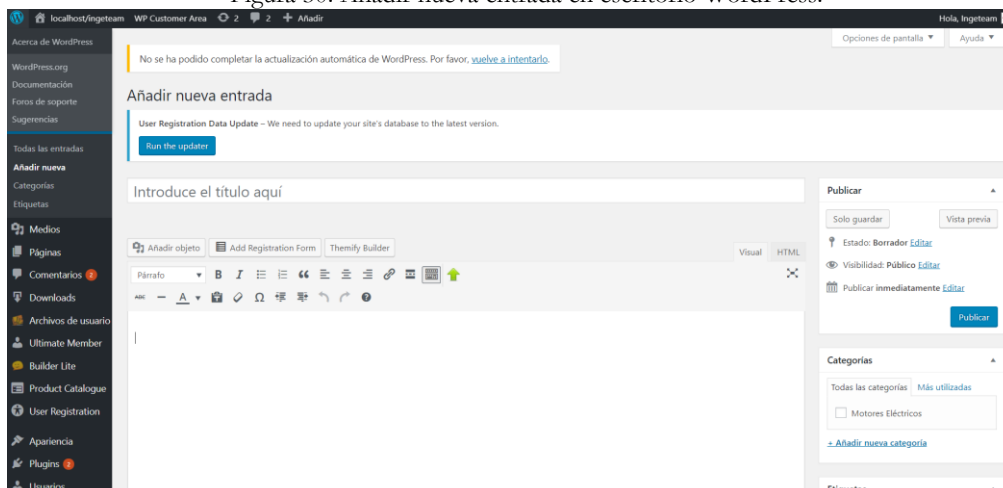 Figura 50. Añadir nueva entrada en escritorio WordPress.
localhost/ingeteam WP Customer Area 2 2 + Añadir Hola, Ingeteam
Acerca de WordPress
WordPress.org
Documentación
Foros de soporte
Sugerencias
Todas las entradas
Añadir nueva
Categorías
Etiquetas
Medios
Páginas
Comentarios 2
Downloads
Archivos de usuario
Ultimate Member
Builder Lite
Product Catalogue
User Registration
Apariencia
Plugins 2
Usuarios
Opciones de pantalla ▼ Ayuda ▼
No se ha podido completar la actualización automática de WordPress. Por favor, vuelve a intentarlo.
Añadir nueva entrada
User Registration Data Update – We need to update your site's database to the latest version.
Run the updater
Introduce el título aquí
Añadir objeto Add Registration Form Themify Builder Visual HTML
Párrafo ▼ B I
ABC — A ▼ Ω
Publicar
Solo guardar Vista previa
Estado: Borrador Editar
Visibilidad: Público Editar
Publicar inmediatamente Editar
Publicar
Categorías
Todas las categorías Más utilizadas
Motores Eléctricos
+ Añadir nueva categoría
Etiquetas